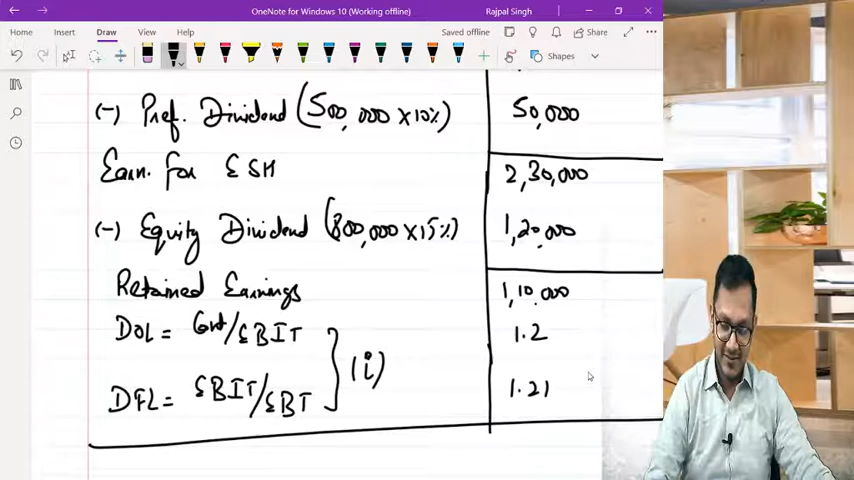 OneNote for Windows 10 (Working offline)
Rajpal Singh
Home Insert Draw View Help
Saved offline
Share
Shapes
(-) Pref. Dividend (500,000 x 10%) 50,000
Earn. for ESH 2,30,000
(-) Equity Dividend (800,000 x 15%) 1,20,000
Retained Earnings 1,10,000
DOL = Cont/EBIT 1.2
(i)
DFL = EBIT/EBT 1.21